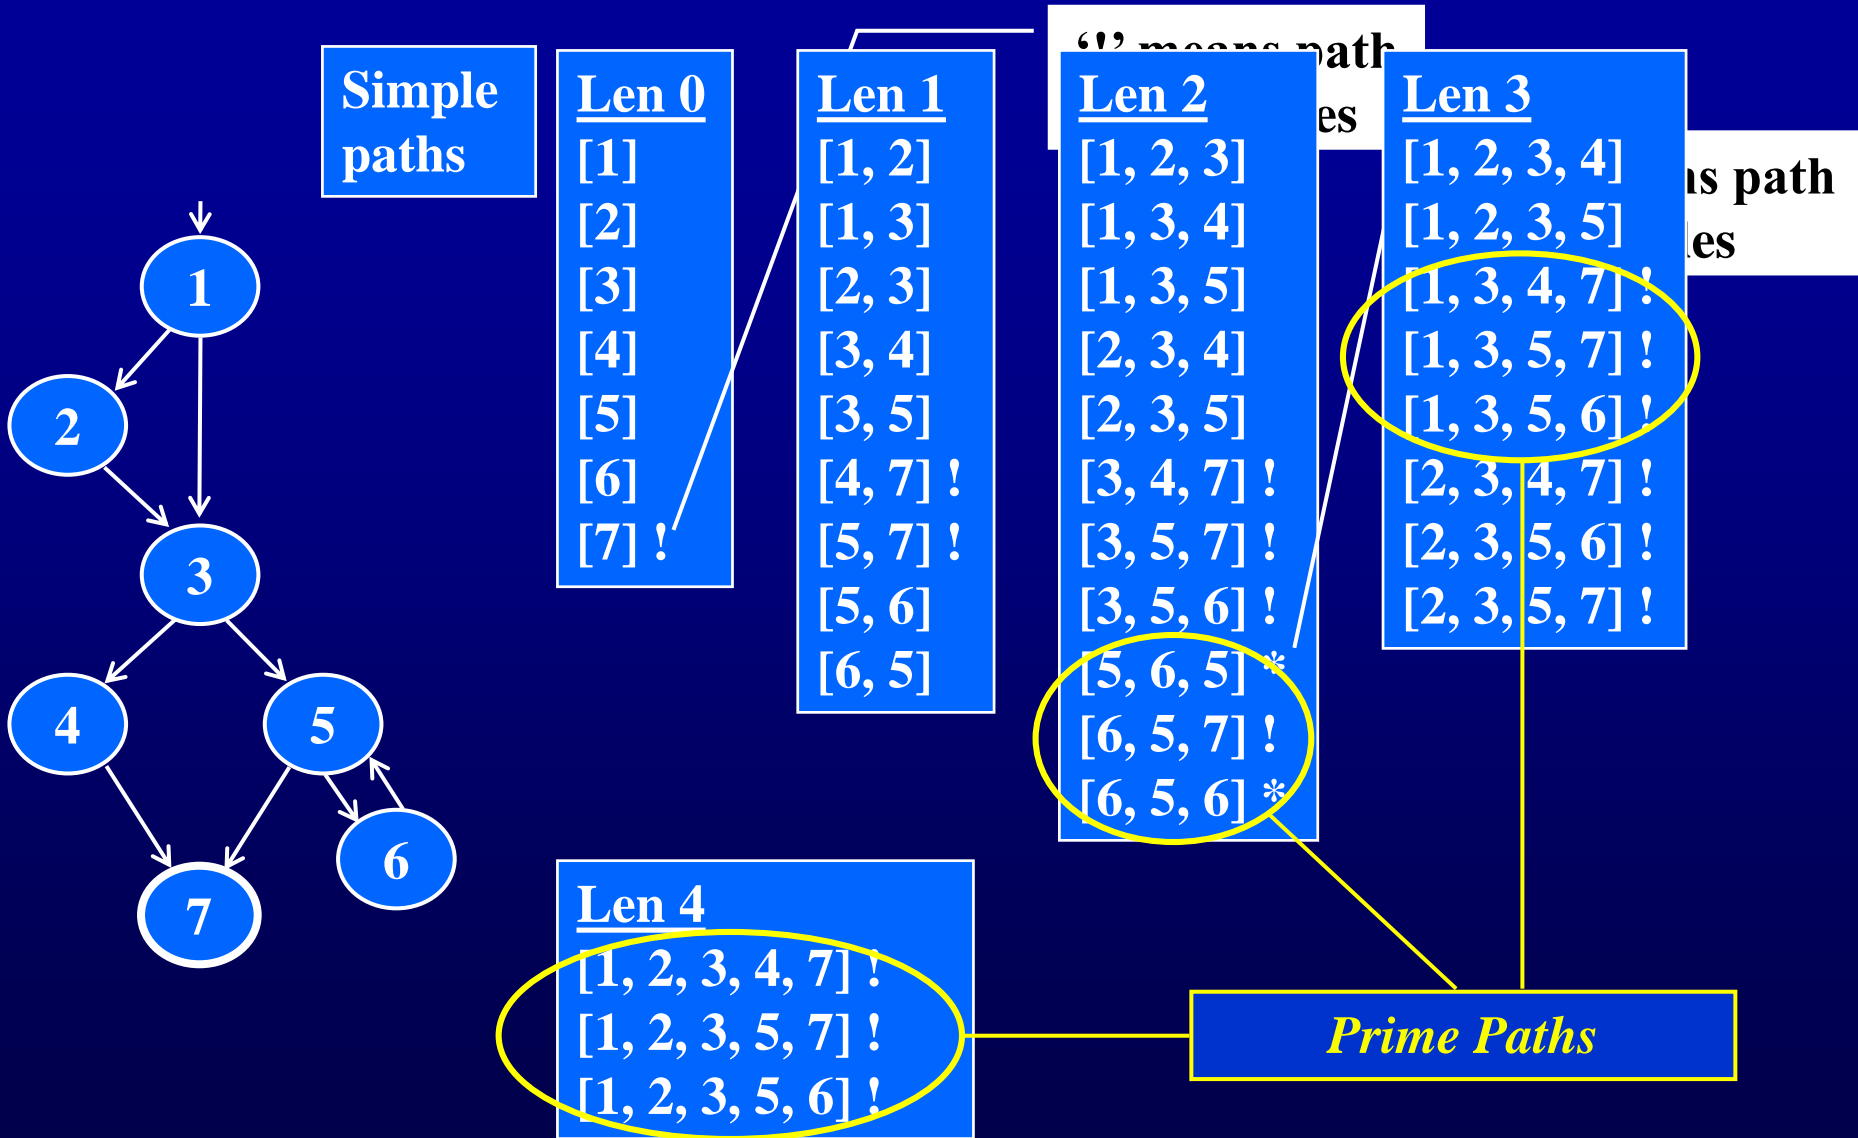 ‘!’ means path
es
ns path
les
Simple
paths
Len 0
[1]
[2]
[3]
[4]
[5]
[6]
[7] !
Len 1
[1, 2]
[1, 3]
[2, 3]
[3, 4]
[3, 5]
[4, 7] !
[5, 7] !
[5, 6]
[6, 5]
Len 2
[1, 2, 3]
[1, 3, 4]
[1, 3, 5]
[2, 3, 4]
[2, 3, 5]
[3, 4, 7] !
[3, 5, 7] !
[3, 5, 6] !
[5, 6, 5] *
[6, 5, 7] !
[6, 5, 6] *
Len 3
[1, 2, 3, 4]
[1, 2, 3, 5]
[1, 3, 4, 7] !
[1, 3, 5, 7] !
[1, 3, 5, 6] !
[2, 3, 4, 7] !
[2, 3, 5, 6] !
[2, 3, 5, 7] !
1
2
3
4
5
6
7
Len 4
[1, 2, 3, 4, 7] !
[1, 2, 3, 5, 7] !
[1, 2, 3, 5, 6] !
Prime Paths